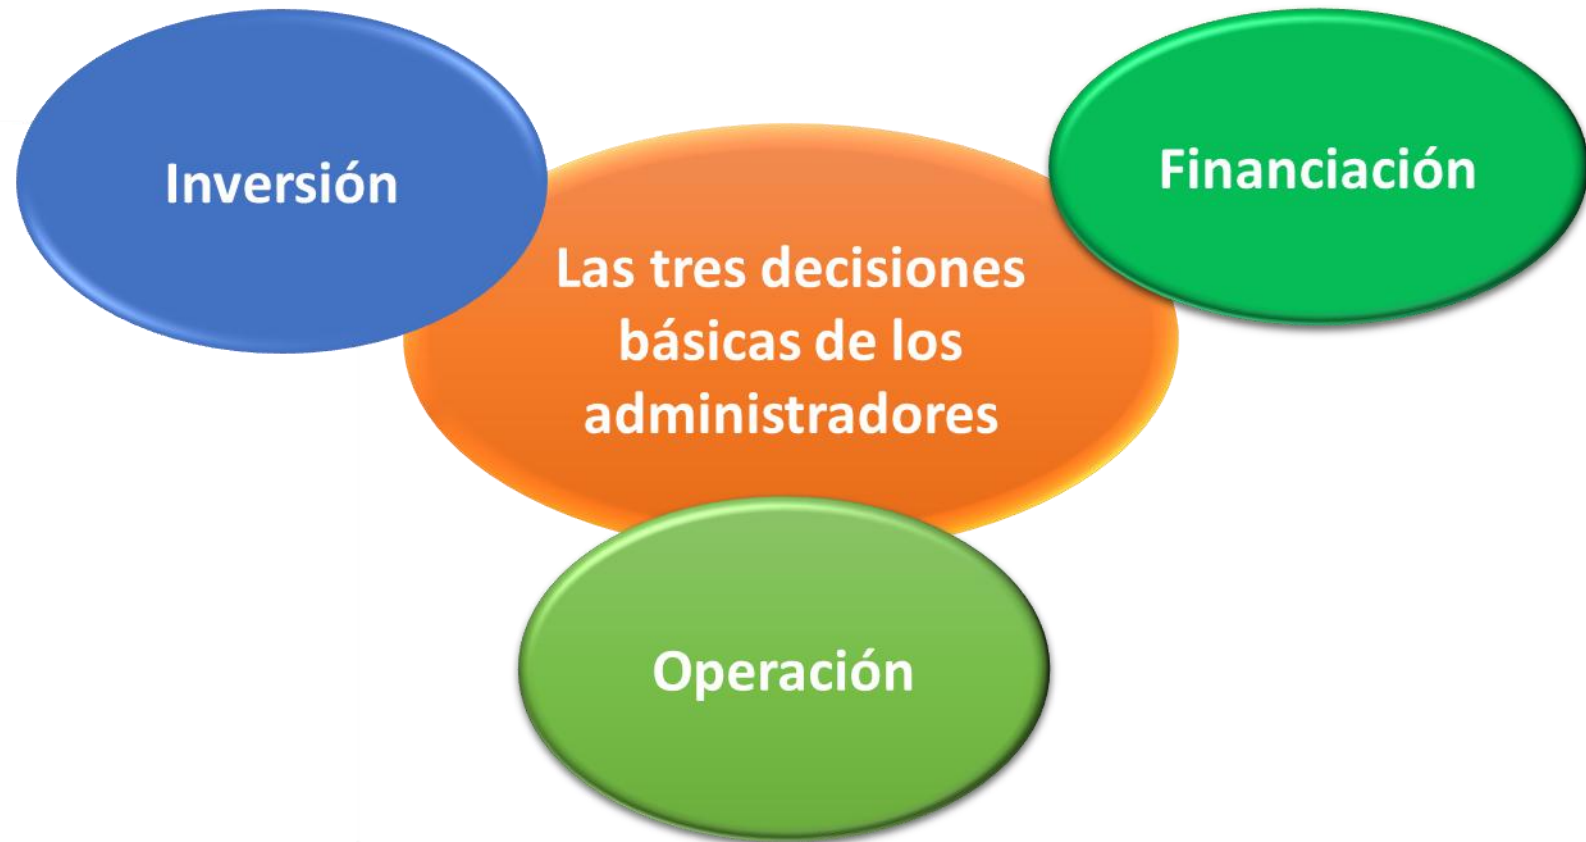 Inversión
Financiación
Las tres decisiones
básicas de los
administradores
Operación